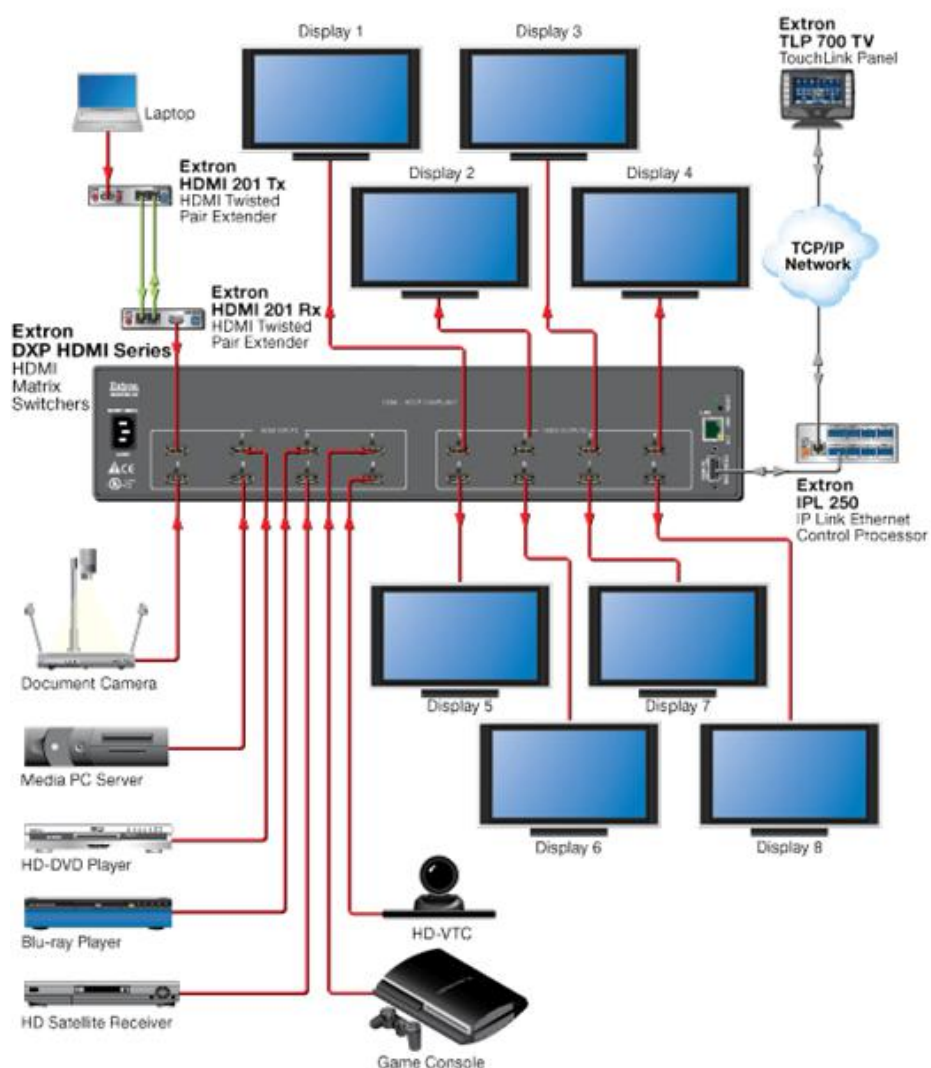 Display 1
Display 3
Extron
TLP 700 TV
TouchLink Panel
Laptop
Extron
HDMI 201 Tx
HDMI Twisted
Pair Extender
Display 2
Display 4
TCP/IP
Network
Extron
HDMI 201 Rx
HDMI Twisted
Pair Extender
Extron
DXP HDMI Series
HDMI
Matrix
Switchers
Extron
Extron
IPL 250
IP Link Ethernet
Control Processor
Document Camera
Display 5
Display 7
Media PC Server
Display 6
Display 8
HD-DVD Player
HD-VTC
Blu-ray Player
HD Satellite Receiver
Game Console